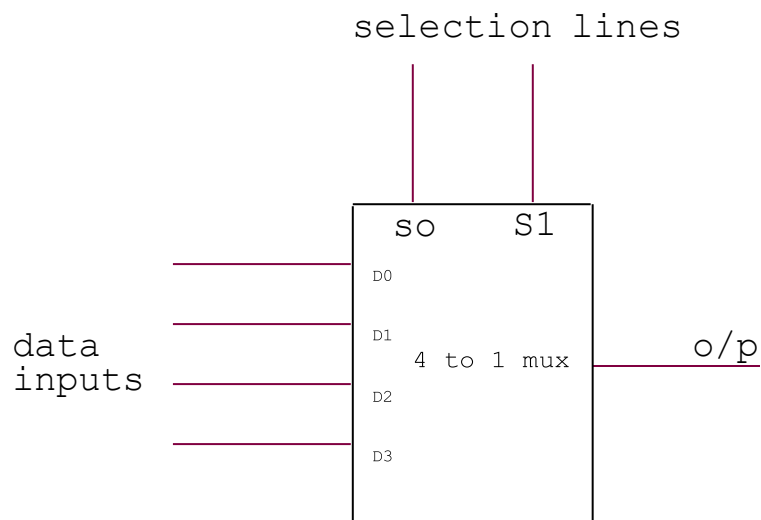 selection lines
so S1
D0
D1
data
inputs
4 to 1 mux
o/p
D2
D3